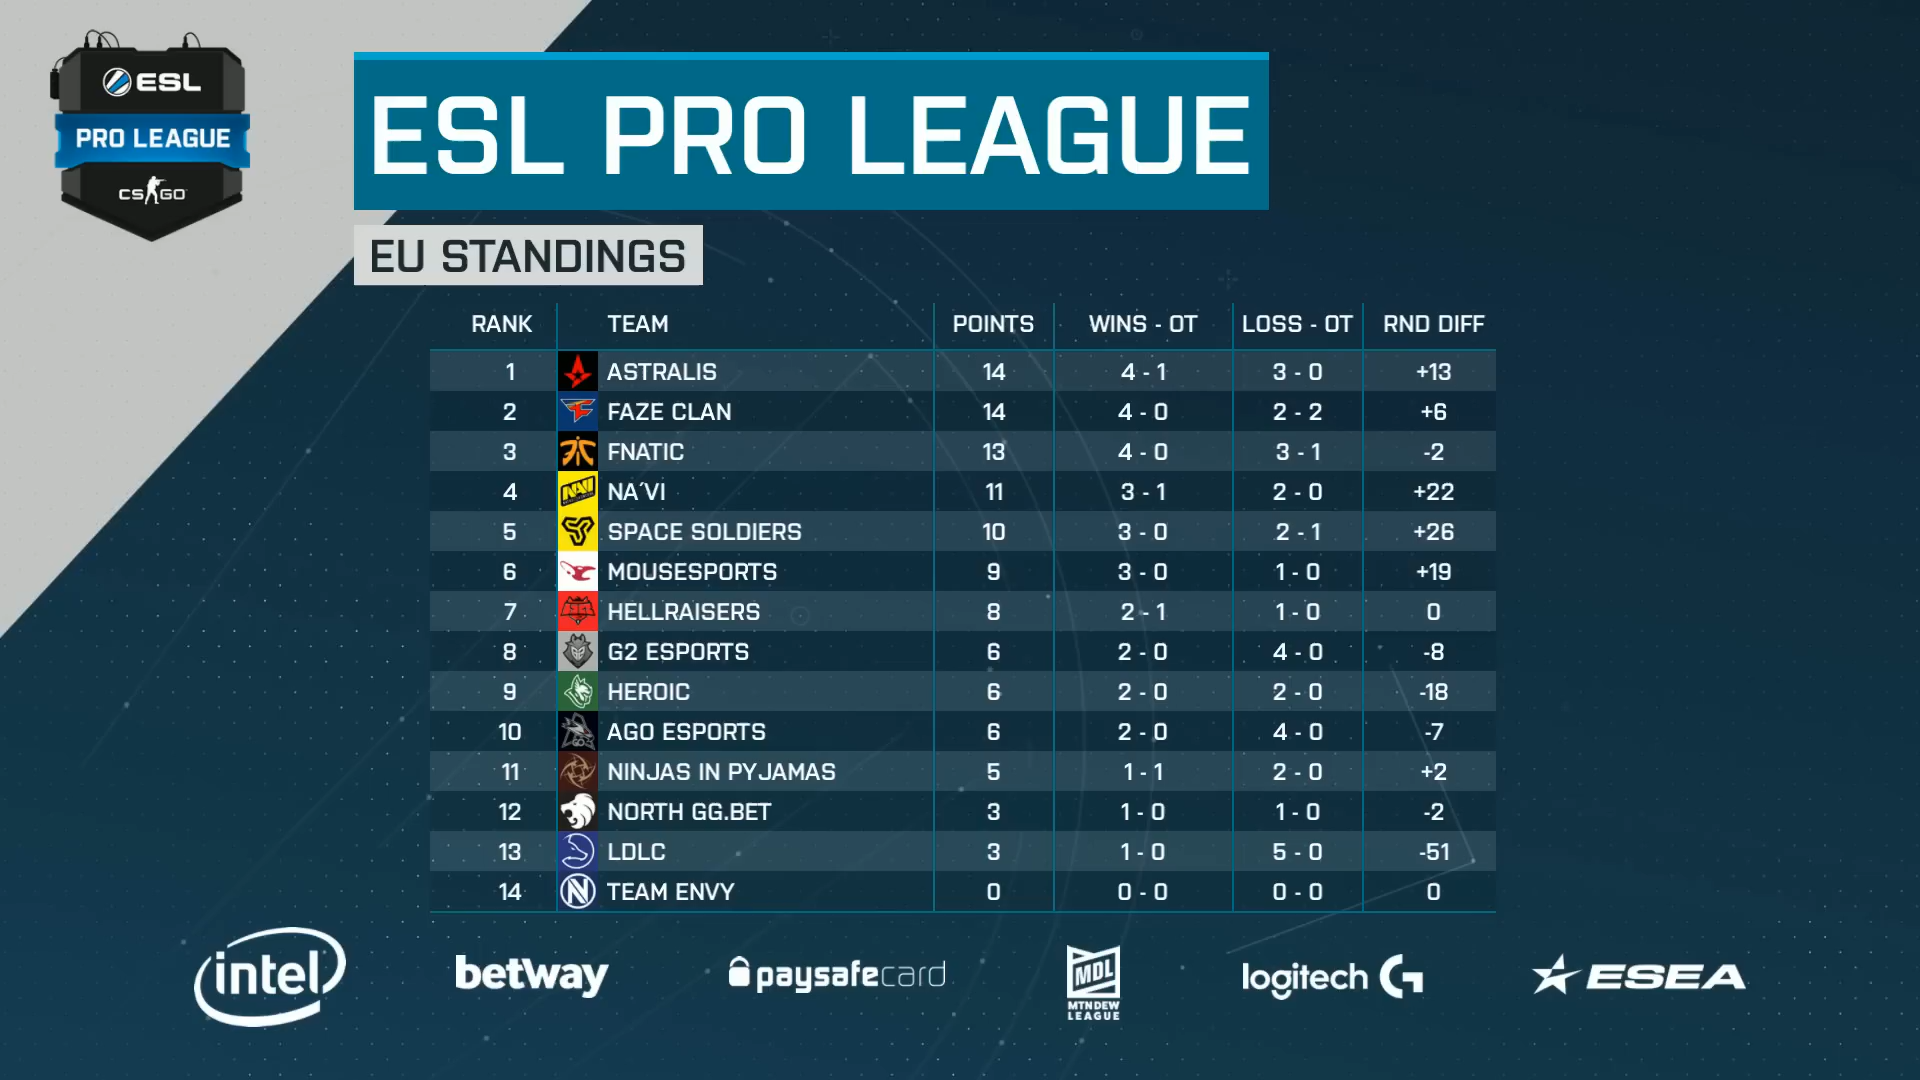 ESL
PRO LEAGUE
CS GO
ESL PRO LEAGUE
EU STANDINGS
RANK TEAM POINTS WINS - OT LOSS - OT RND DIFF
1 ASTRALIS 14 4 - 1 3 - 0 +13
2 FAZE CLAN 14 4 - 0 2 - 2 +6
3 FNATIC 13 4 - 0 3 - 1 -2
4 NA´VI 11 3 - 1 2 - 0 +22
5 SPACE SOLDIERS 10 3 - 0 2 - 1 +26
6 MOUSESPORTS 9 3 - 0 1 - 0 +19
7 HELLRAISERS 8 2 - 1 1 - 0 0
8 G2 ESPORTS 6 2 - 0 4 - 0 -8
9 HEROIC 6 2 - 0 2 - 0 -18
10 AGO ESPORTS 6 2 - 0 4 - 0 -7
11 NINJAS IN PYJAMAS 5 1 - 1 2 - 0 +2
12 NORTH GG.BET 3 1 - 0 1 - 0 -2
13 LDLC 3 1 - 0 5 - 0 -51
14 TEAM ENVY 0 0 - 0 0 - 0 0
intel betway paysafecard MDL logitech G ESEA
MTN DEW
LEAGUE